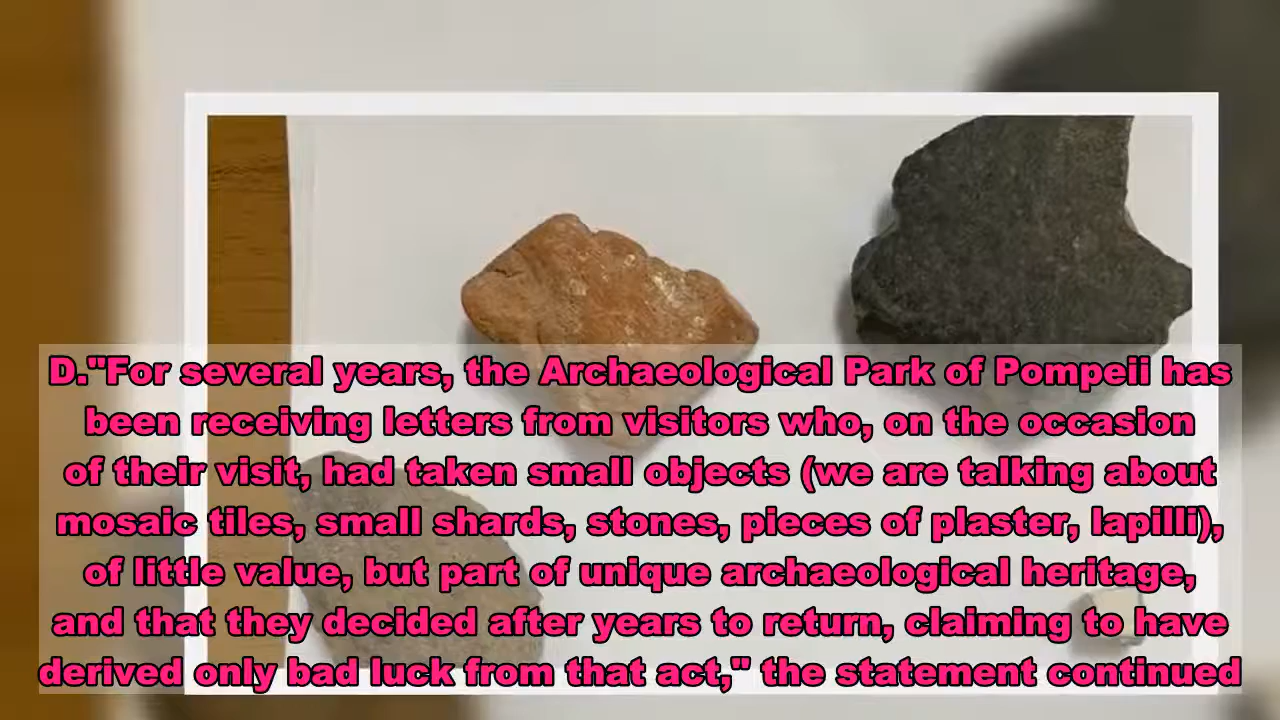 D."For several years, the Archaeological Park of Pompeii has
been receiving letters from visitors who, on the occasion
of their visit, had taken small objects (we are talking about
mosaic tiles, small shards, stones, pieces of plaster, lapilli),
of little value, but part of unique archaeological heritage,
and that they decided after years to return, claiming to have
derived only bad luck from that act," the statement continued